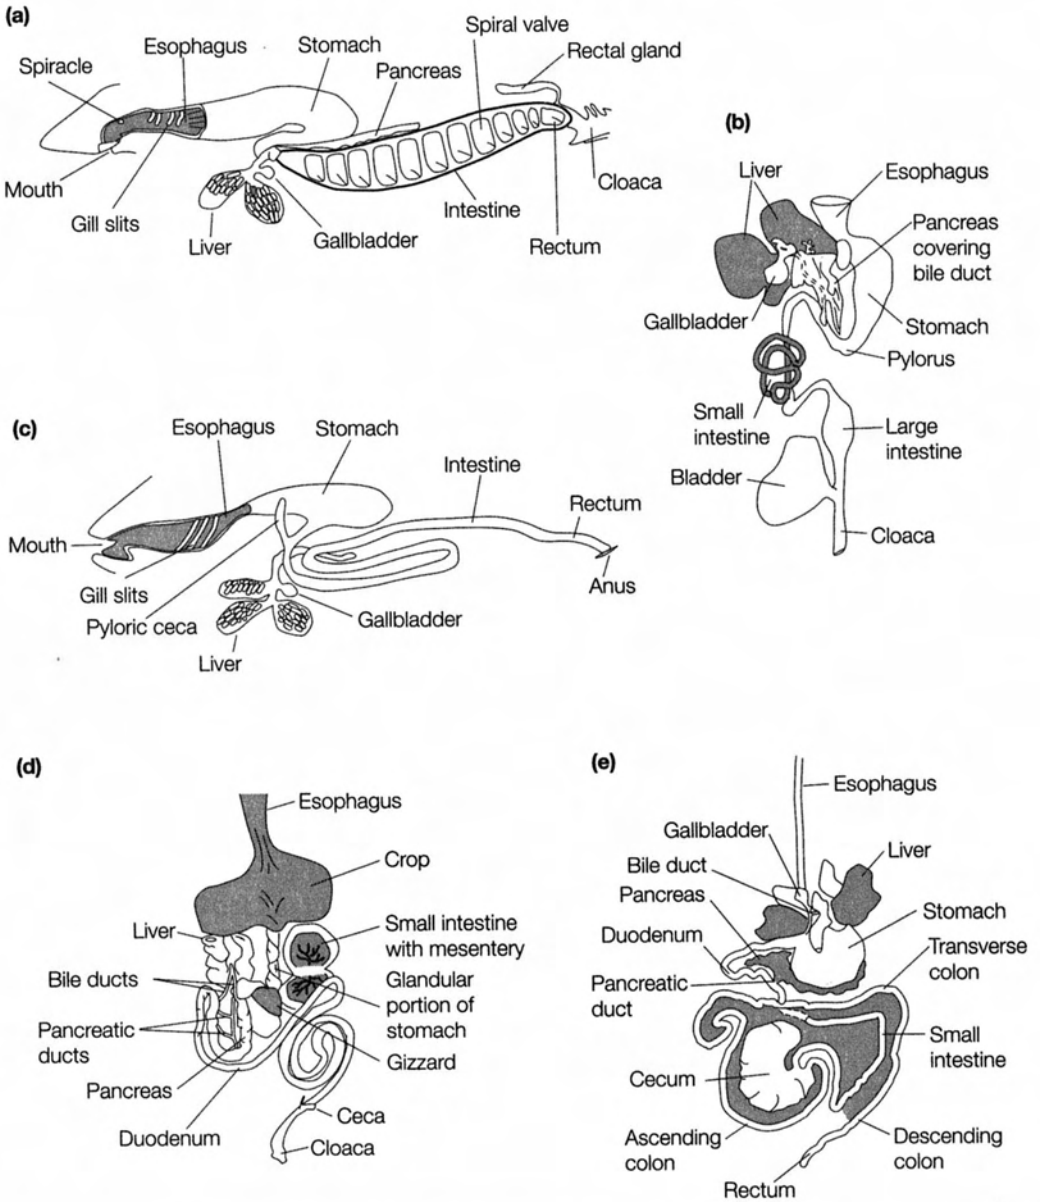 (a)
Spiral valve
Esophagus
Stomach
Rectal gland
Spiracle
Pancreas
Mouth
Gill slits
Liver
Gallbladder
Intestine
Cloaca
Rectum
(b)
Liver
Esophagus
Pancreas
covering
bile duct
Gallbladder
Stomach
Pylorus
Small
intestine
Large
intestine
Bladder
Cloaca
(c)
Esophagus
Stomach
Intestine
Rectum
Mouth
Gill slits
Anus
Pyloric ceca
Gallbladder
Liver
(d)
Esophagus
Crop
Liver
Small intestine
with mesentery
Bile ducts
Glandular
portion of
stomach
Pancreatic
ducts
Gizzard
Pancreas
Ceca
Duodenum
Cloaca
(e)
Esophagus
Gallbladder
Liver
Bile duct
Pancreas
Stomach
Duodenum
Transverse
colon
Pancreatic
duct
Small
intestine
Cecum
Ascending
colon
Descending
colon
Rectum